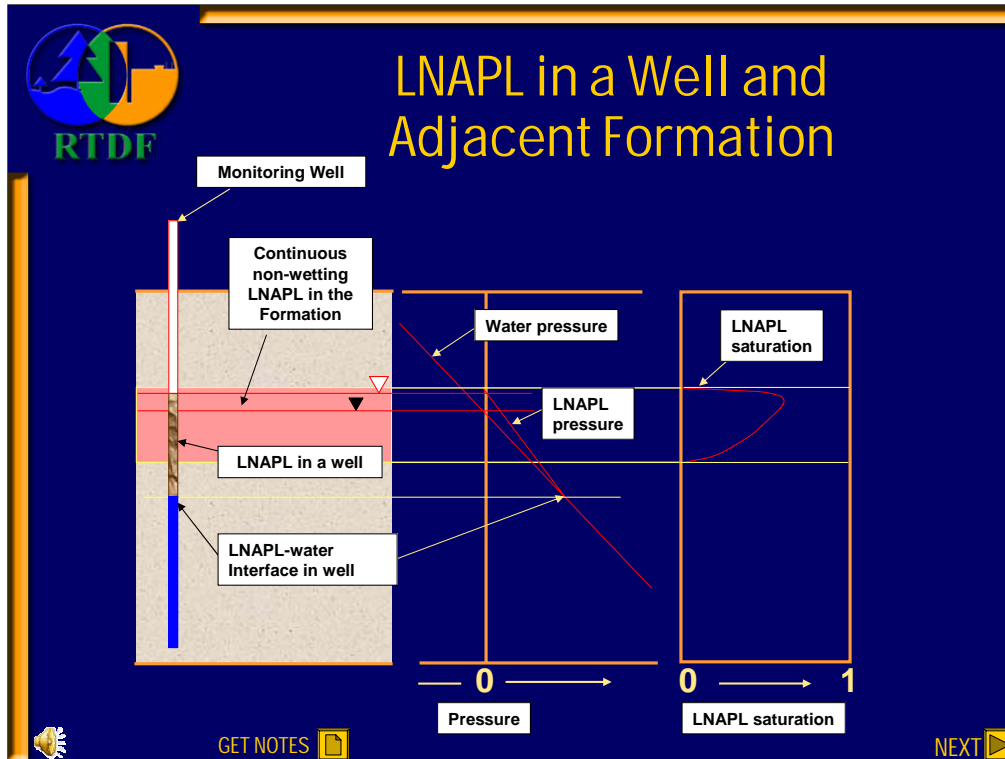 LNAPL in a Well and
Adjacent Formation
RTDF
Monitoring Well
Continuous
non-wetting
LNAPL in the
Formation
Water pressure
LNAPL
saturation
LNAPL
pressure
LNAPL in a well
LNAPL-water
Interface in well
0
0
1
Pressure
LNAPL saturation
GET NOTES
NEXT